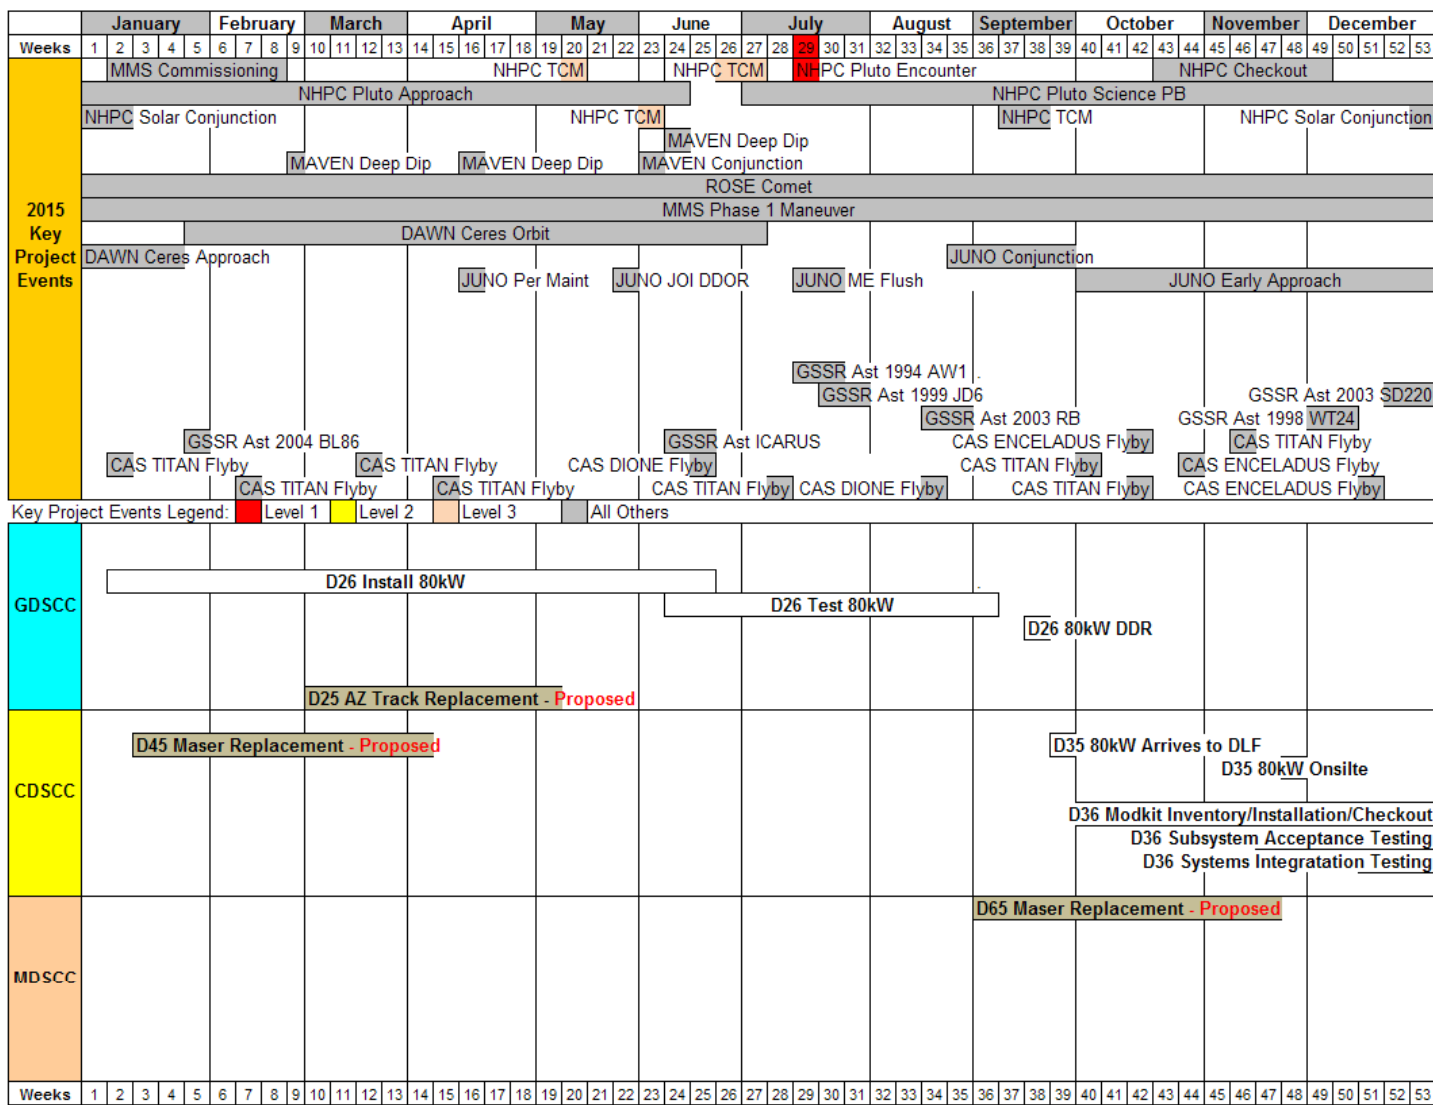 January February March April May June July August September October November December
Weeks 1 2 3 4 5 6 7 8 9 10 11 12 13 14 15 16 17 18 19 20 21 22 23 24 25 26 27 28 29 30 31 32 33 34 35 36 37 38 39 40 41 42 43 44 45 46 47 48 49 50 51 52 53
2015 Key Project Events
MMS Commissioning NHPC TCM NHPC TCM NHPC Pluto Encounter NHPC Checkout
NHPC Pluto Approach NHPC Pluto Science PB
NHPC Solar Conjunction NHPC TCM NHPC TCM NHPC Solar Conjunction
MAVEN Deep Dip
MAVEN Deep Dip MAVEN Deep Dip MAVEN Conjunction
ROSE Comet
MMS Phase 1 Maneuver
DAWN Ceres Orbit
DAWN Ceres Approach JUNO Conjunction
JUNO Per Maint JUNO JOI DDOR JUNO ME Flush JUNO Early Approach
GSSR Ast 1994 AW1 .
GSSR Ast 1999 JD6 GSSR Ast 2003 SD220
GSSR Ast 2003 RB GSSR Ast 1998 WT24
GSSR Ast 2004 BL86 GSSR Ast ICARUS CAS ENCELADUS Flyby CAS TITAN Flyby
CAS TITAN Flyby CAS TITAN Flyby CAS DIONE Flyby CAS TITAN Flyby CAS ENCELADUS Flyby
CAS TITAN Flyby CAS TITAN Flyby CAS TITAN Flyby CAS DIONE Flyby CAS TITAN Flyby CAS ENCELADUS Flyby
Key Project Events Legend: Level 1 Level 2 Level 3 All Others
GDSCC
D26 Install 80kW .
D26 Test 80kW
D26 80kW DDR
D25 AZ Track Replacement - Proposed
CDSCC
D45 Maser Replacement - Proposed D35 80kW Arrives to DLF
D35 80kW Onsilte
D36 Modkit Inventory/Installation/Checkout
D36 Subsystem Acceptance Testing
D36 Systems Integratation Testing
MDSCC
D65 Maser Replacement - Proposed
Weeks 1 2 3 4 5 6 7 8 9 10 11 12 13 14 15 16 17 18 19 20 21 22 23 24 25 26 27 28 29 30 31 32 33 34 35 36 37 38 39 40 41 42 43 44 45 46 47 48 49 50 51 52 53